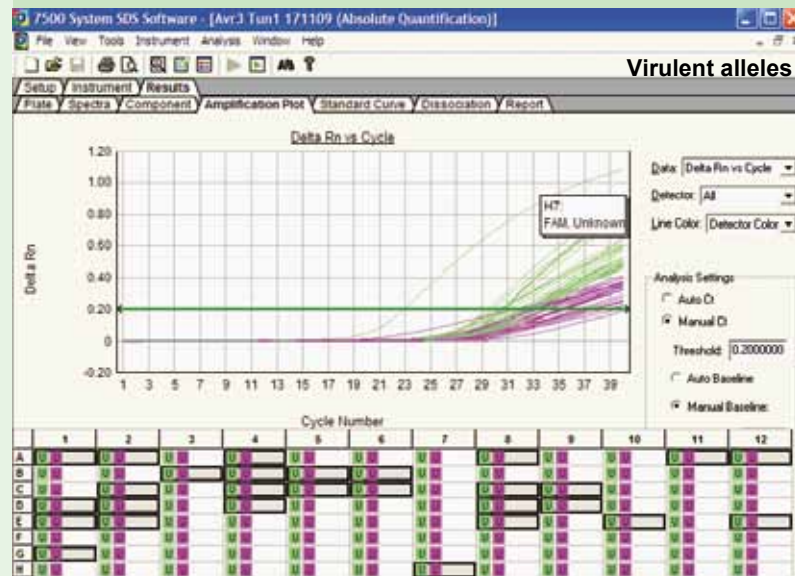 7500 System SDS Software - [Avr3 Tun1 171109 (Absolute Quantification)]
File View Tools Instrument Analysis Window Help
Virulent alleles
Setup Instrument Results
Plate Spectra Component Amplification Plot Standard Curve Dissociation Report
Delta Rn vs Cycle
Data: Delta Rn vs Cycle
Detector: All
Line Color: Detector Color
H7:
FAM, Unknown
Delta Rn
1.20
1.00
0.80
0.60
0.40
0.20
0
-0.20
1 3 5 7 9 11 13 15 17 19 21 23 25 27 29 31 33 35 37 39
Cycle Number
Analysis Settings
Auto Ct
Manual Ct
Threshold: 0.2000000
Auto Baseline
Manual Baseline:
1 2 3 4 5 6 7 8 9 10 11 12
A U U U U U U U U U U U U U U U U U U U U U U U U
B U U U U U U U U U U U U U U U U U U U U U U U U
C U U U U U U U U U U U U U U U U U U U U U U U U
D U U U U U U U U U U U U U U U U U U U U U U U U
E U U U U U U U U U U U U U U U U U U U U U U U U
F U U U U U U U U U U U U U U U U U U U U U U U U
G U U U U U U U U U U U U U U U U U U U U U U U U
H U U U U U U U U U U U U U U U U U U U U U U U U